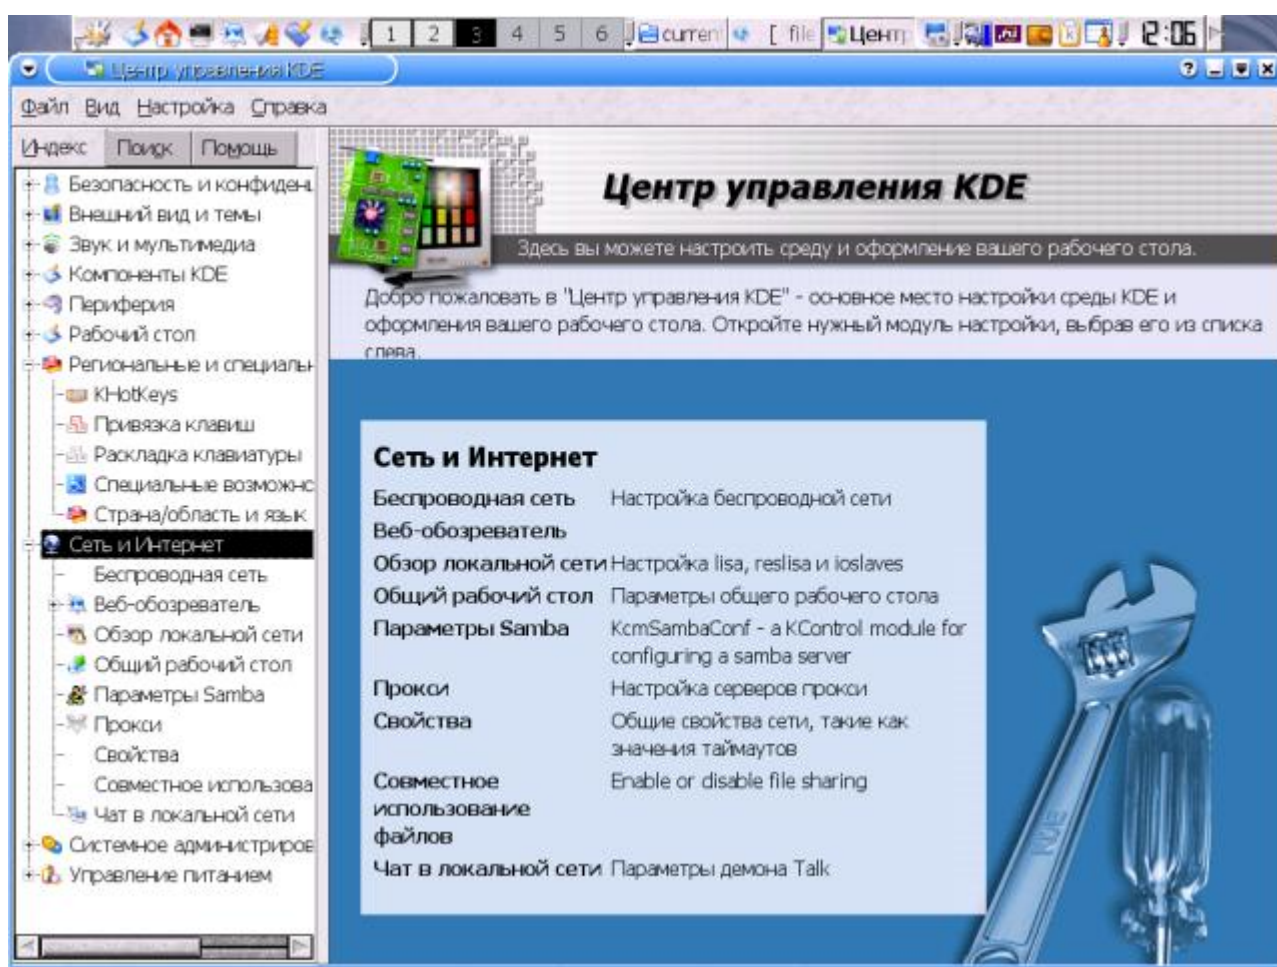 1 2 3 4 5 6 curren [ file Центр 12:06
Центр управления KDE
Файл Вид Настройка Справка
Индекс Поиск Помощь
Безопасность и конфиден
Внешний вид и темы
Звук и мультимедиа
Компоненты KDE
Периферия
Рабочий стол
Региональные и специаль
KHotKeys
Привязка клавиш
Раскладка клавиатуры
Специальные возможнс
Страна/область и язык
Сеть и Интернет
Беспроводная сеть
Веб-обозреватель
Обзор локальной сети
Общий рабочий стол
Параметры Samba
Прокси
Свойства
Совместное использова
Чат в локальной сети
Системное администриров
Управление питанием
Центр управления KDE
Здесь вы можете настроить среду и оформление вашего рабочего стола.
Добро пожаловать в "Центр управления KDE" - основное место настройки среды KDE и
оформления вашего рабочего стола. Откройте нужный модуль настройки, выбрав его из списка
слева.
Сеть и Интернет
Беспроводная сеть Настройка беспроводной сети
Веб-обозреватель
Обзор локальной сети Настройка lisa, reslisa и ioslaves
Общий рабочий стол Параметры общего рабочего стола
Параметры Samba KcmSambaConf - a KControl module for
configuring a samba server
Прокси Настройка серверов прокси
Свойства Общие свойства сети, такие как
значения таймаутов
Совместное Enable or disable file sharing
использование
файлов
Чат в локальной сети Параметры демона Talk